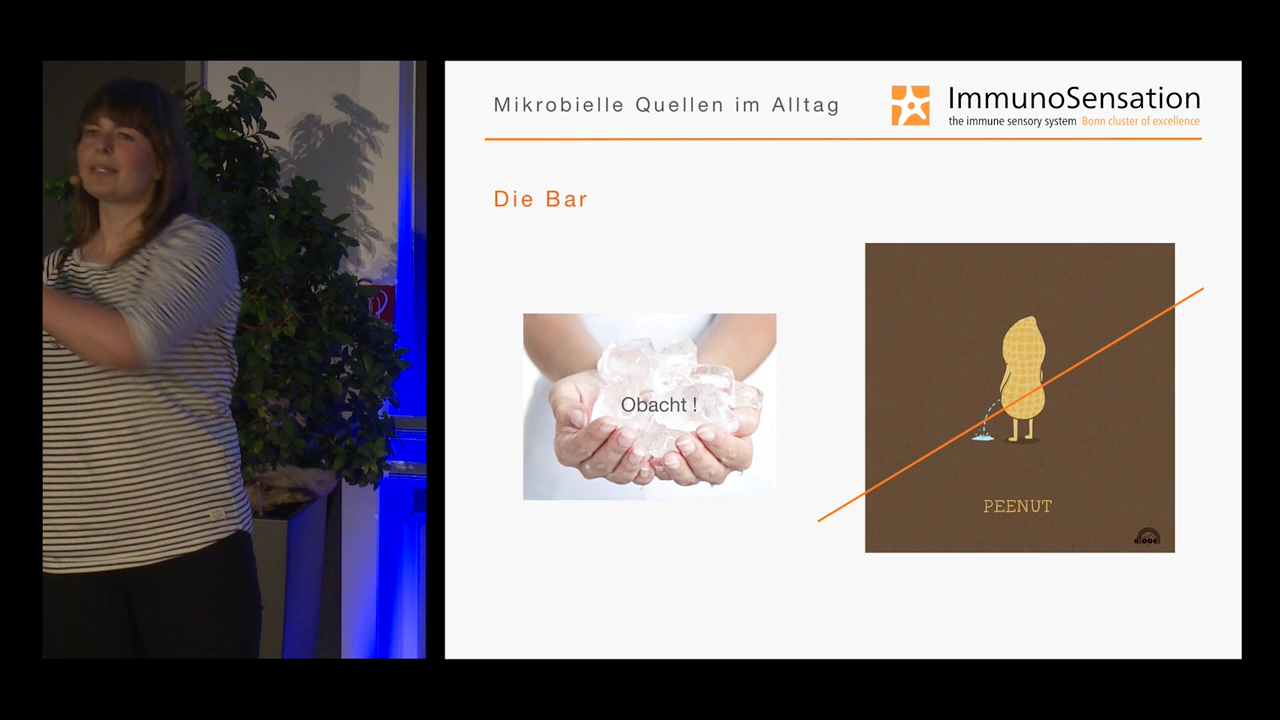 Mikrobielle Quellen im Alltag
ImmunoSensation
the immune sensory system Bonn cluster of excellence
Die Bar
Obacht !
PEENUT